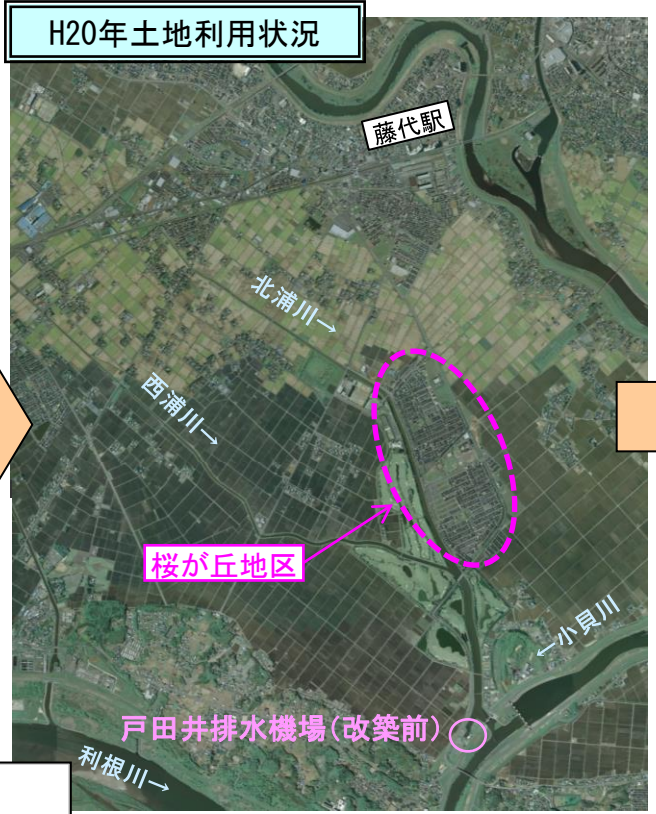 H20年土地利用状況
藤代駅
北浦川→
西浦川→
桜が丘地区
←小貝川
戸田井排水機場(改築前)
利根川→